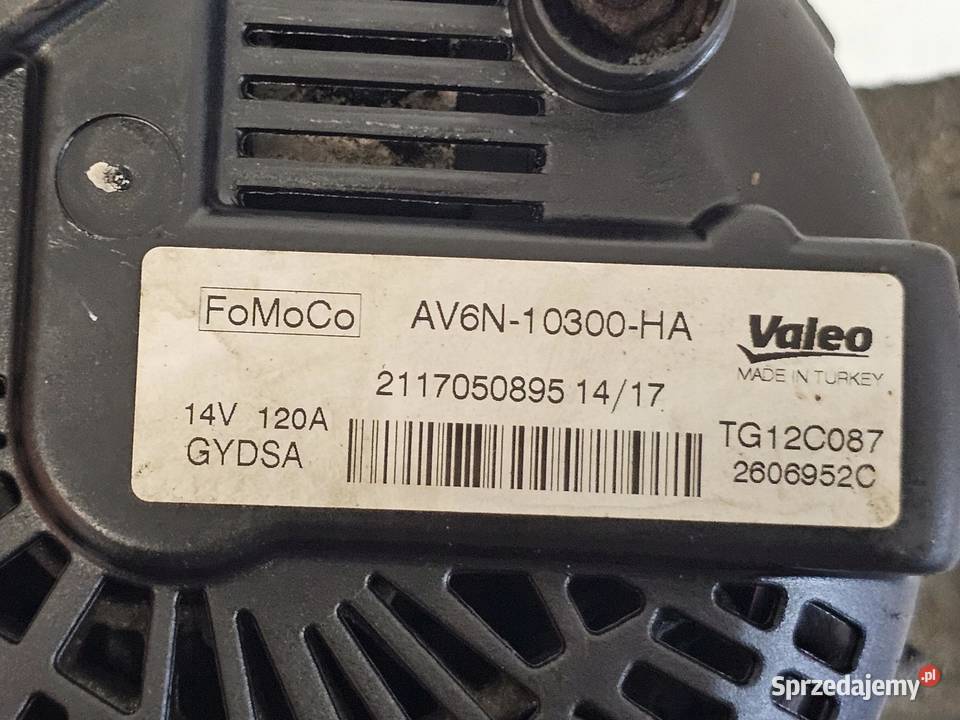 FoMoCo
AV6N-10300-HA
Valeo
MADE IN TURKEY
2117050895 14/17
14V 120A
GYDSA
TG12C087
2606952C
Sprzedajemy.pl